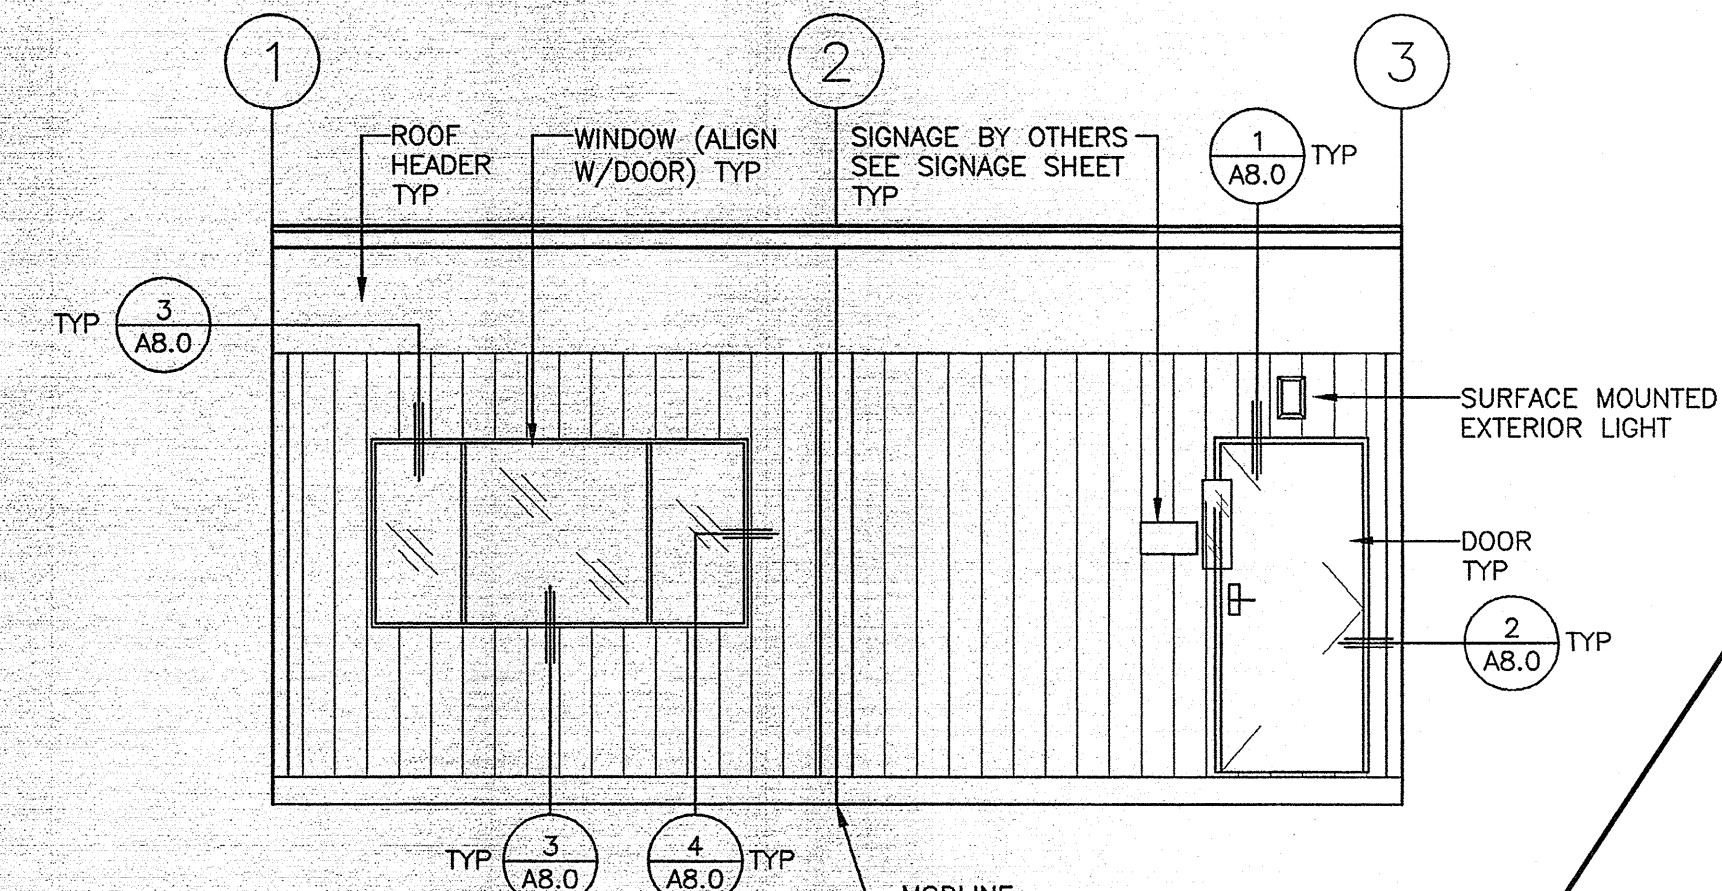 1
2
3
ROOF
HEADER
TYP
WINDOW (ALIGN
W/DOOR) TYP
SIGNAGE BY OTHERS
SEE SIGNAGE SHEET
TYP
1
A8.0
TYP
TYP
3
A8.0
SURFACE MOUNTED
EXTERIOR LIGHT
DOOR
TYP
2
A8.0
TYP
TYP
3
A8.0
4
A8.0
TYP
MODLINE